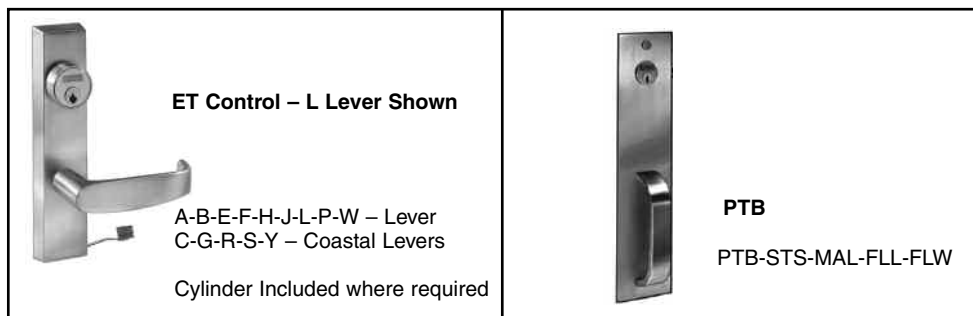 ET Control – L Lever Shown
A-B-E-F-H-J-L-P-W – Lever
C-G-R-S-Y – Coastal Levers
Cylinder Included where required
PTB
PTB-STS-MAL-FLL-FLW